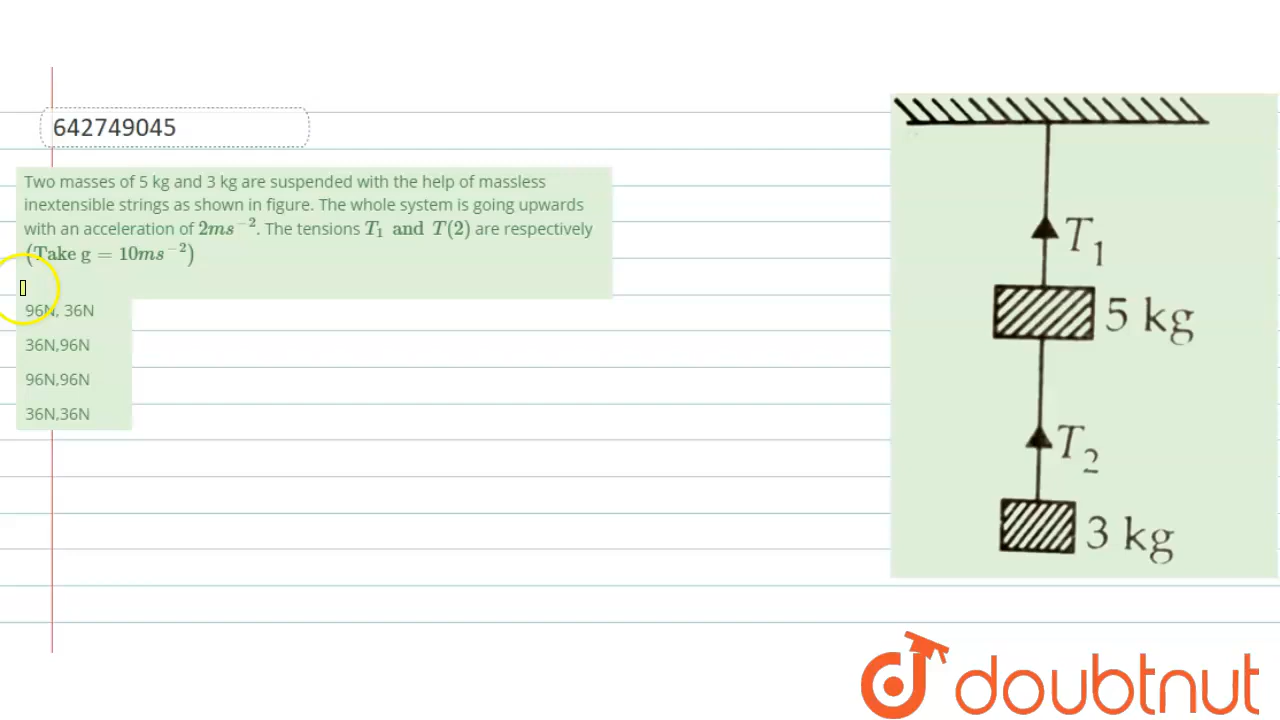 642749045
Two masses of 5 kg and 3 kg are suspended with the help of massless
inextensible strings as shown in figure. The whole system is going upwards
with an acceleration of 2ms⁻². The tensions T₁ and T(2) are respectively
(Take g = 10ms⁻²)
96N, 36N
36N,96N
96N,96N
36N,36N
T₁
5 kg
T₂
3 kg
doubtnut